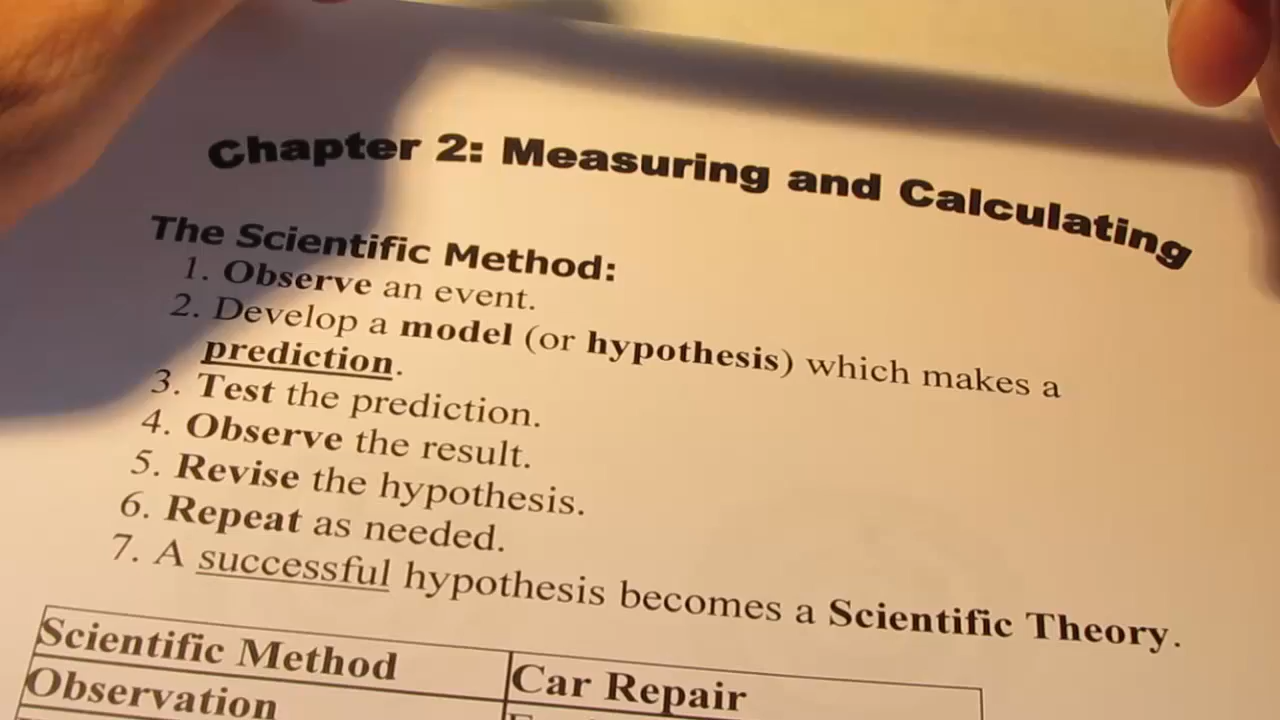 Chapter 2: Measuring and Calculating
The Scientific Method:
1. Observe an event.
2. Develop a model (or hypothesis) which makes a
prediction.
3. Test the prediction.
4. Observe the result.
5. Revise the hypothesis.
6. Repeat as needed.
7. A successful hypothesis becomes a Scientific Theory.
Scientific Method Car Repair
Observation